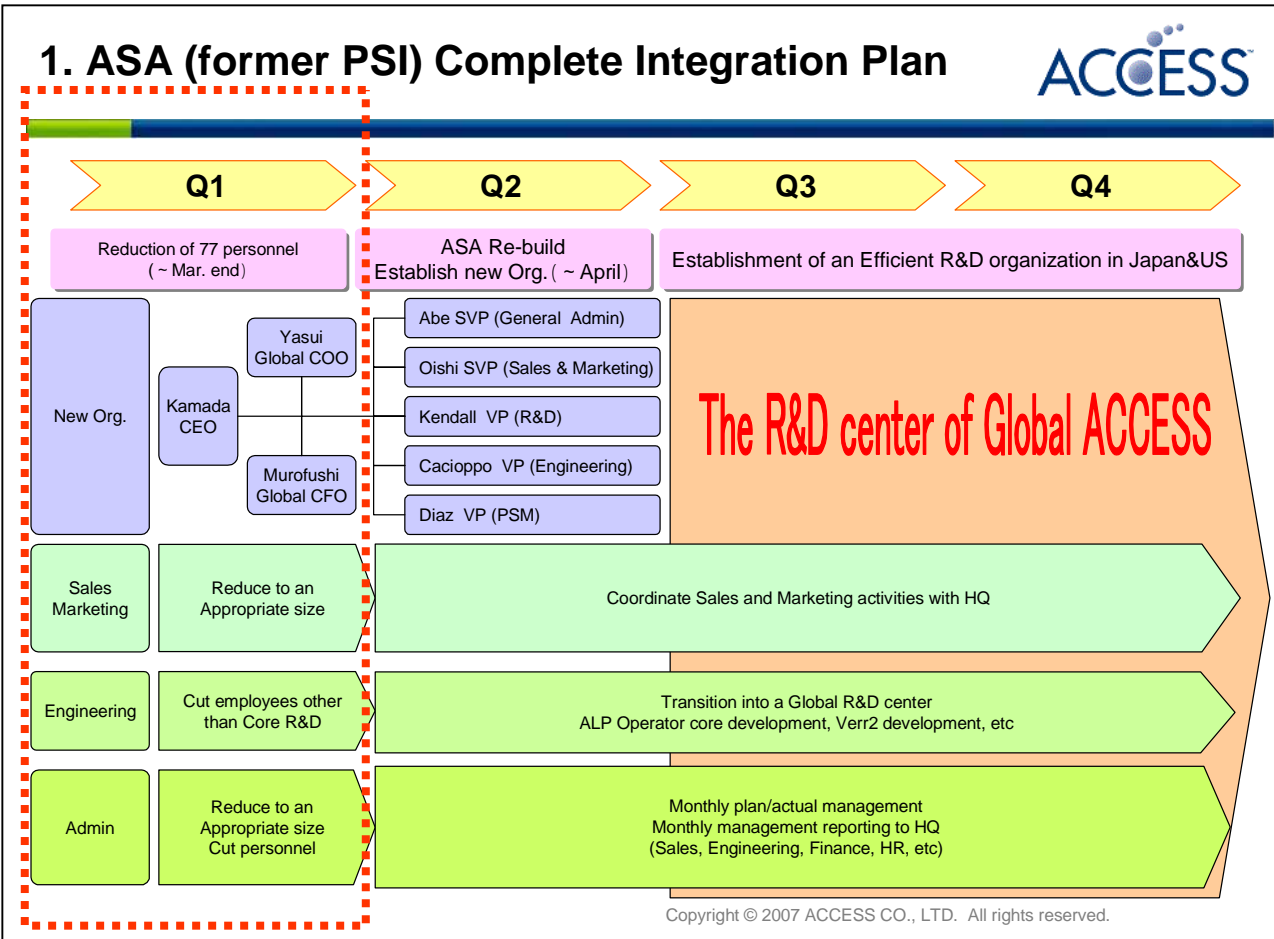 1. ASA (former PSI) Complete Integration Plan
ACCESS™
Q1
Q2
Q3
Q4
Reduction of 77 personnel
( ~ Mar. end)
ASA Re-build
Establish new Org. ( ~ April)
Establishment of an Efficient R&D organization in Japan&US
New Org.
Kamada
CEO
Yasui
Global COO
Murofushi
Global CFO
Abe SVP (General Admin)
Oishi SVP (Sales & Marketing)
Kendall VP (R&D)
Cacioppo VP (Engineering)
Diaz VP (PSM)
The R&D center of Global ACCESS
Sales
Marketing
Reduce to an
Appropriate size
Coordinate Sales and Marketing activities with HQ
Engineering
Cut employees other
than Core R&D
Transition into a Global R&D center
ALP Operator core development, Verr2 development, etc
Admin
Reduce to an
Appropriate size
Cut personnel
Monthly plan/actual management
Monthly management reporting to HQ
(Sales, Engineering, Finance, HR, etc)
Copyright © 2007 ACCESS CO., LTD. All rights reserved.